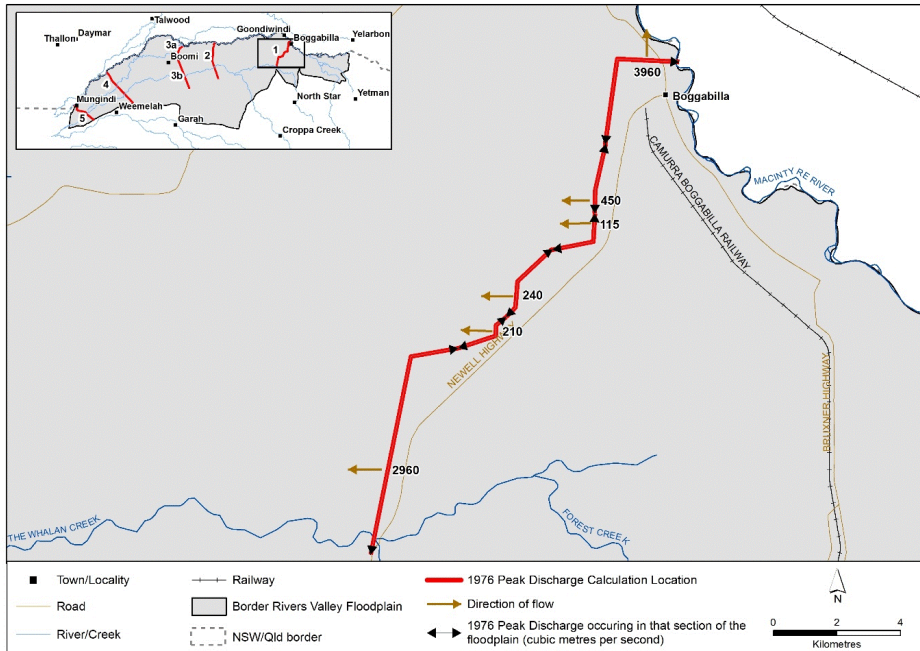 Talwood
Goondiwindi
Daymar
Thallon
3a
Boggabilla
Yelarbon
Boomi
2
1
3b
4
Mungindi
Weemelah
5
Garah
North Star
Yetman
Croppa Creek
3960
Boggabilla
CAMURRA BOGGABILLA RAILWAY
MACINTY RE RIVER
450
115
240
210
NEWELL HIGHWAY
BRUXNER HIGHWAY
2960
THE WHALAN CREEK
FOREST CREEK
Town/Locality
Railway
1976 Peak Discharge Calculation Location
Road
Border Rivers Valley Floodplain
Direction of flow
River/Creek
NSW/Qld border
1976 Peak Discharge occuring in that section of the
floodplain (cubic metres per second)
N
0 2 4
Kilometres